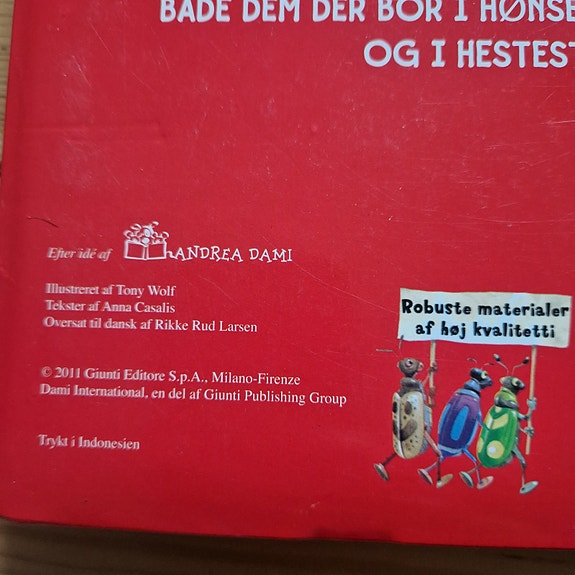 BÅDE DEM DER BOR I HØNSE
OG I HESTEST
Efter idé af ANDREA DAMI
Illustreret af Tony Wolf
Tekster af Anna Casalis
Oversat til dansk af Rikke Rud Larsen
© 2011 Giunti Editore S.p.A., Milano-Firenze
Dami International, en del af Giunti Publishing Group
Trykt i Indonesien
Robuste materialer
af høj kvalitetti